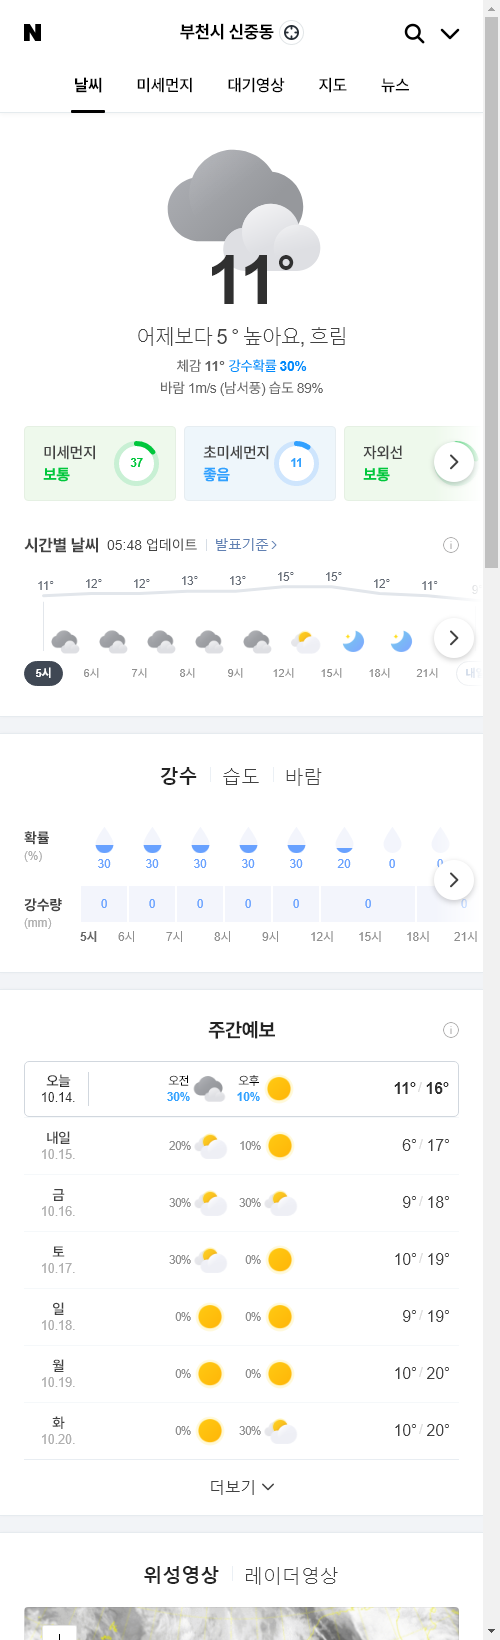 N
부천시 신중동
날씨 미세먼지 대기영상 지도 뉴스
11°
어제보다 5 ° 높아요, 흐림
체감 11° 강수확률 30%
바람 1m/s (남서풍) 습도 89%
미세먼지 보통 37
초미세먼지 좋음 11
자외선 보통
시간별 날씨 05:48 업데이트 발표기준
11° 12° 12° 13° 13° 15° 15° 12° 11°
5시 6시 7시 8시 9시 12시 15시 18시 21시
강수 습도 바람
확률 (%) 30 30 30 30 30 20 0 0
강수량 (mm) 0 0 0 0 0 0 0
5시 6시 7시 8시 9시 12시 15시 18시 21시
주간예보
오늘 10.14. 오전 30% 오후 10% 11° / 16°
내일 10.15. 20% 10% 6° / 17°
금 10.16. 30% 30% 9° / 18°
토 10.17. 30% 0% 10° / 19°
일 10.18. 0% 0% 9° / 19°
월 10.19. 0% 0% 10° / 20°
화 10.20. 0% 30% 10° / 20°
더보기
위성영상 레이더영상